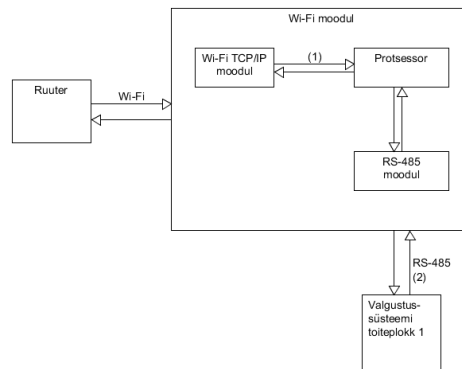 Wi-Fi moodul
Wi-Fi TCP/IP
moodul
(1)
Protsessor
Ruuter
Wi-Fi
RS-485
moodul
RS-485
(2)
Valgustus-
süsteemi
toiteplokk 1